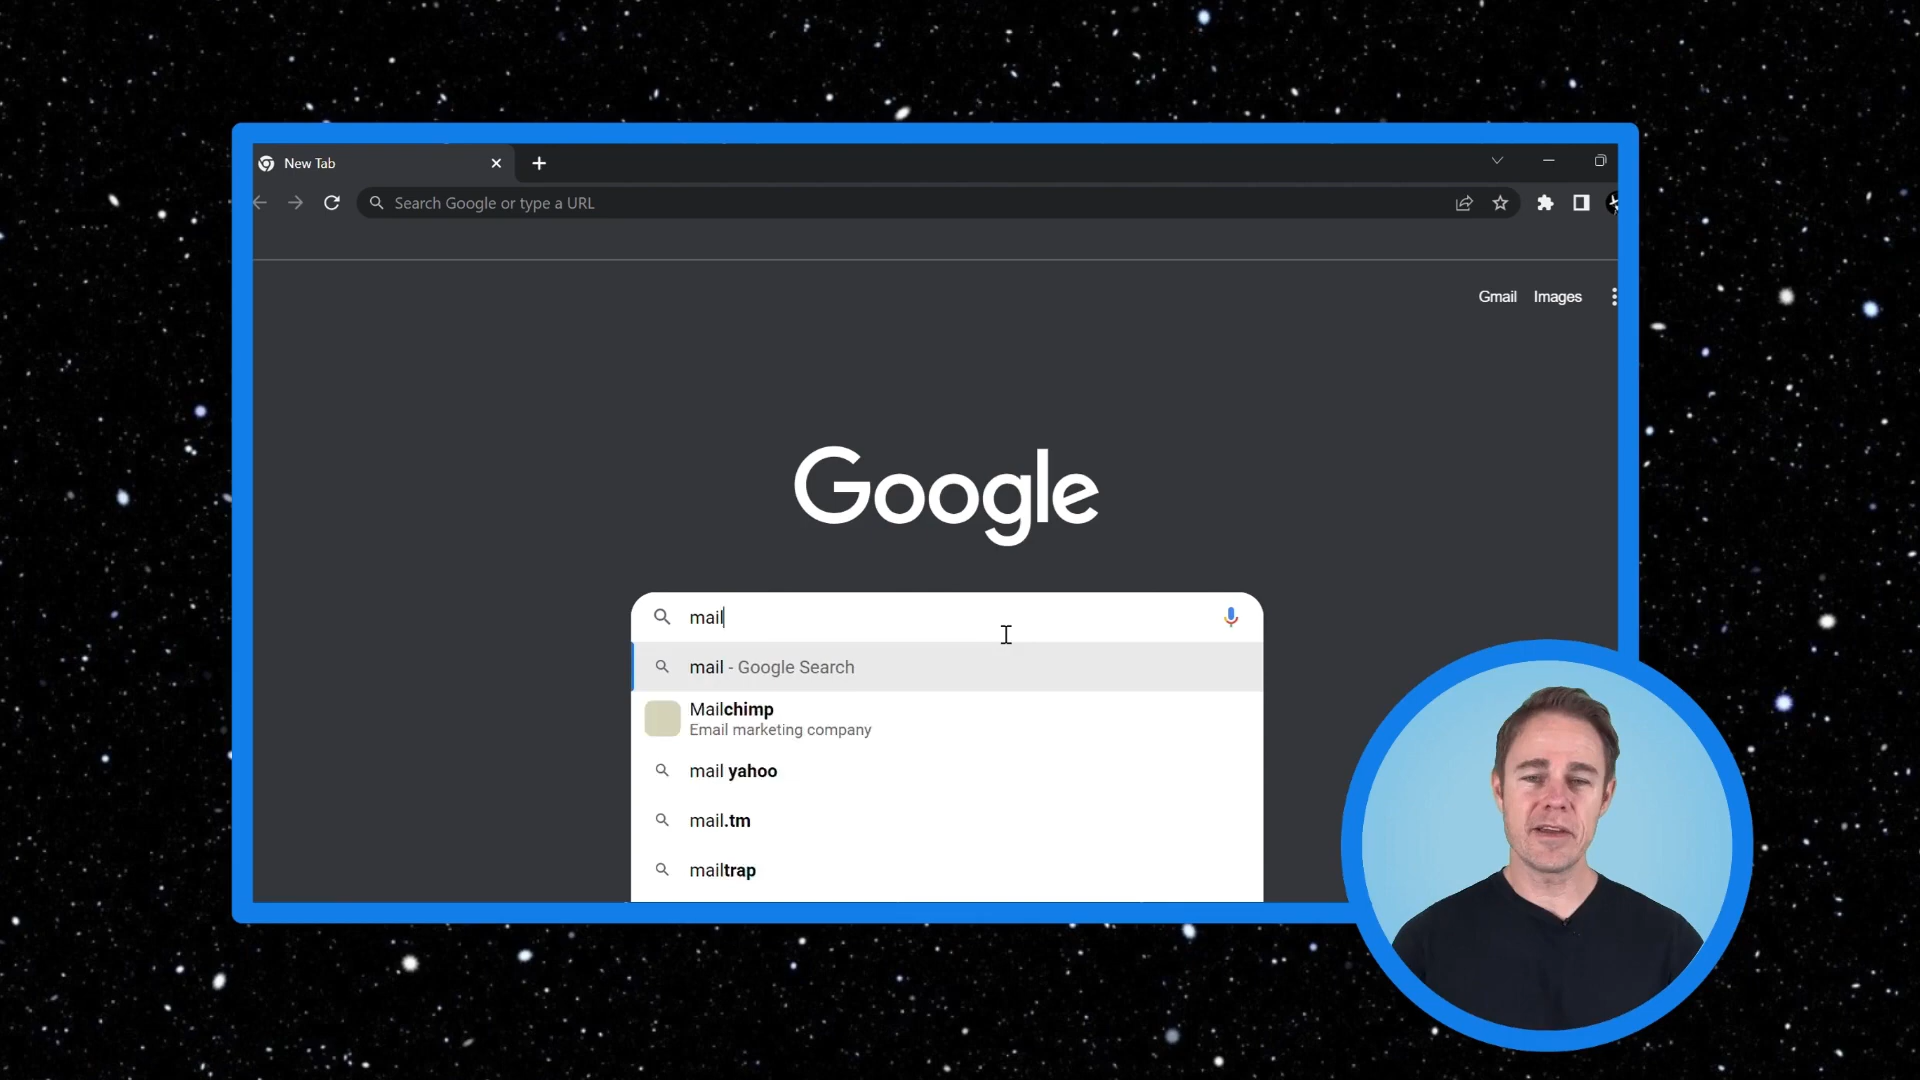 New Tab
Search Google or type a URL
Gmail Images
Google
mail
mail - Google Search
Mailchimp
Email marketing company
mail yahoo
mail.tm
mailtrap